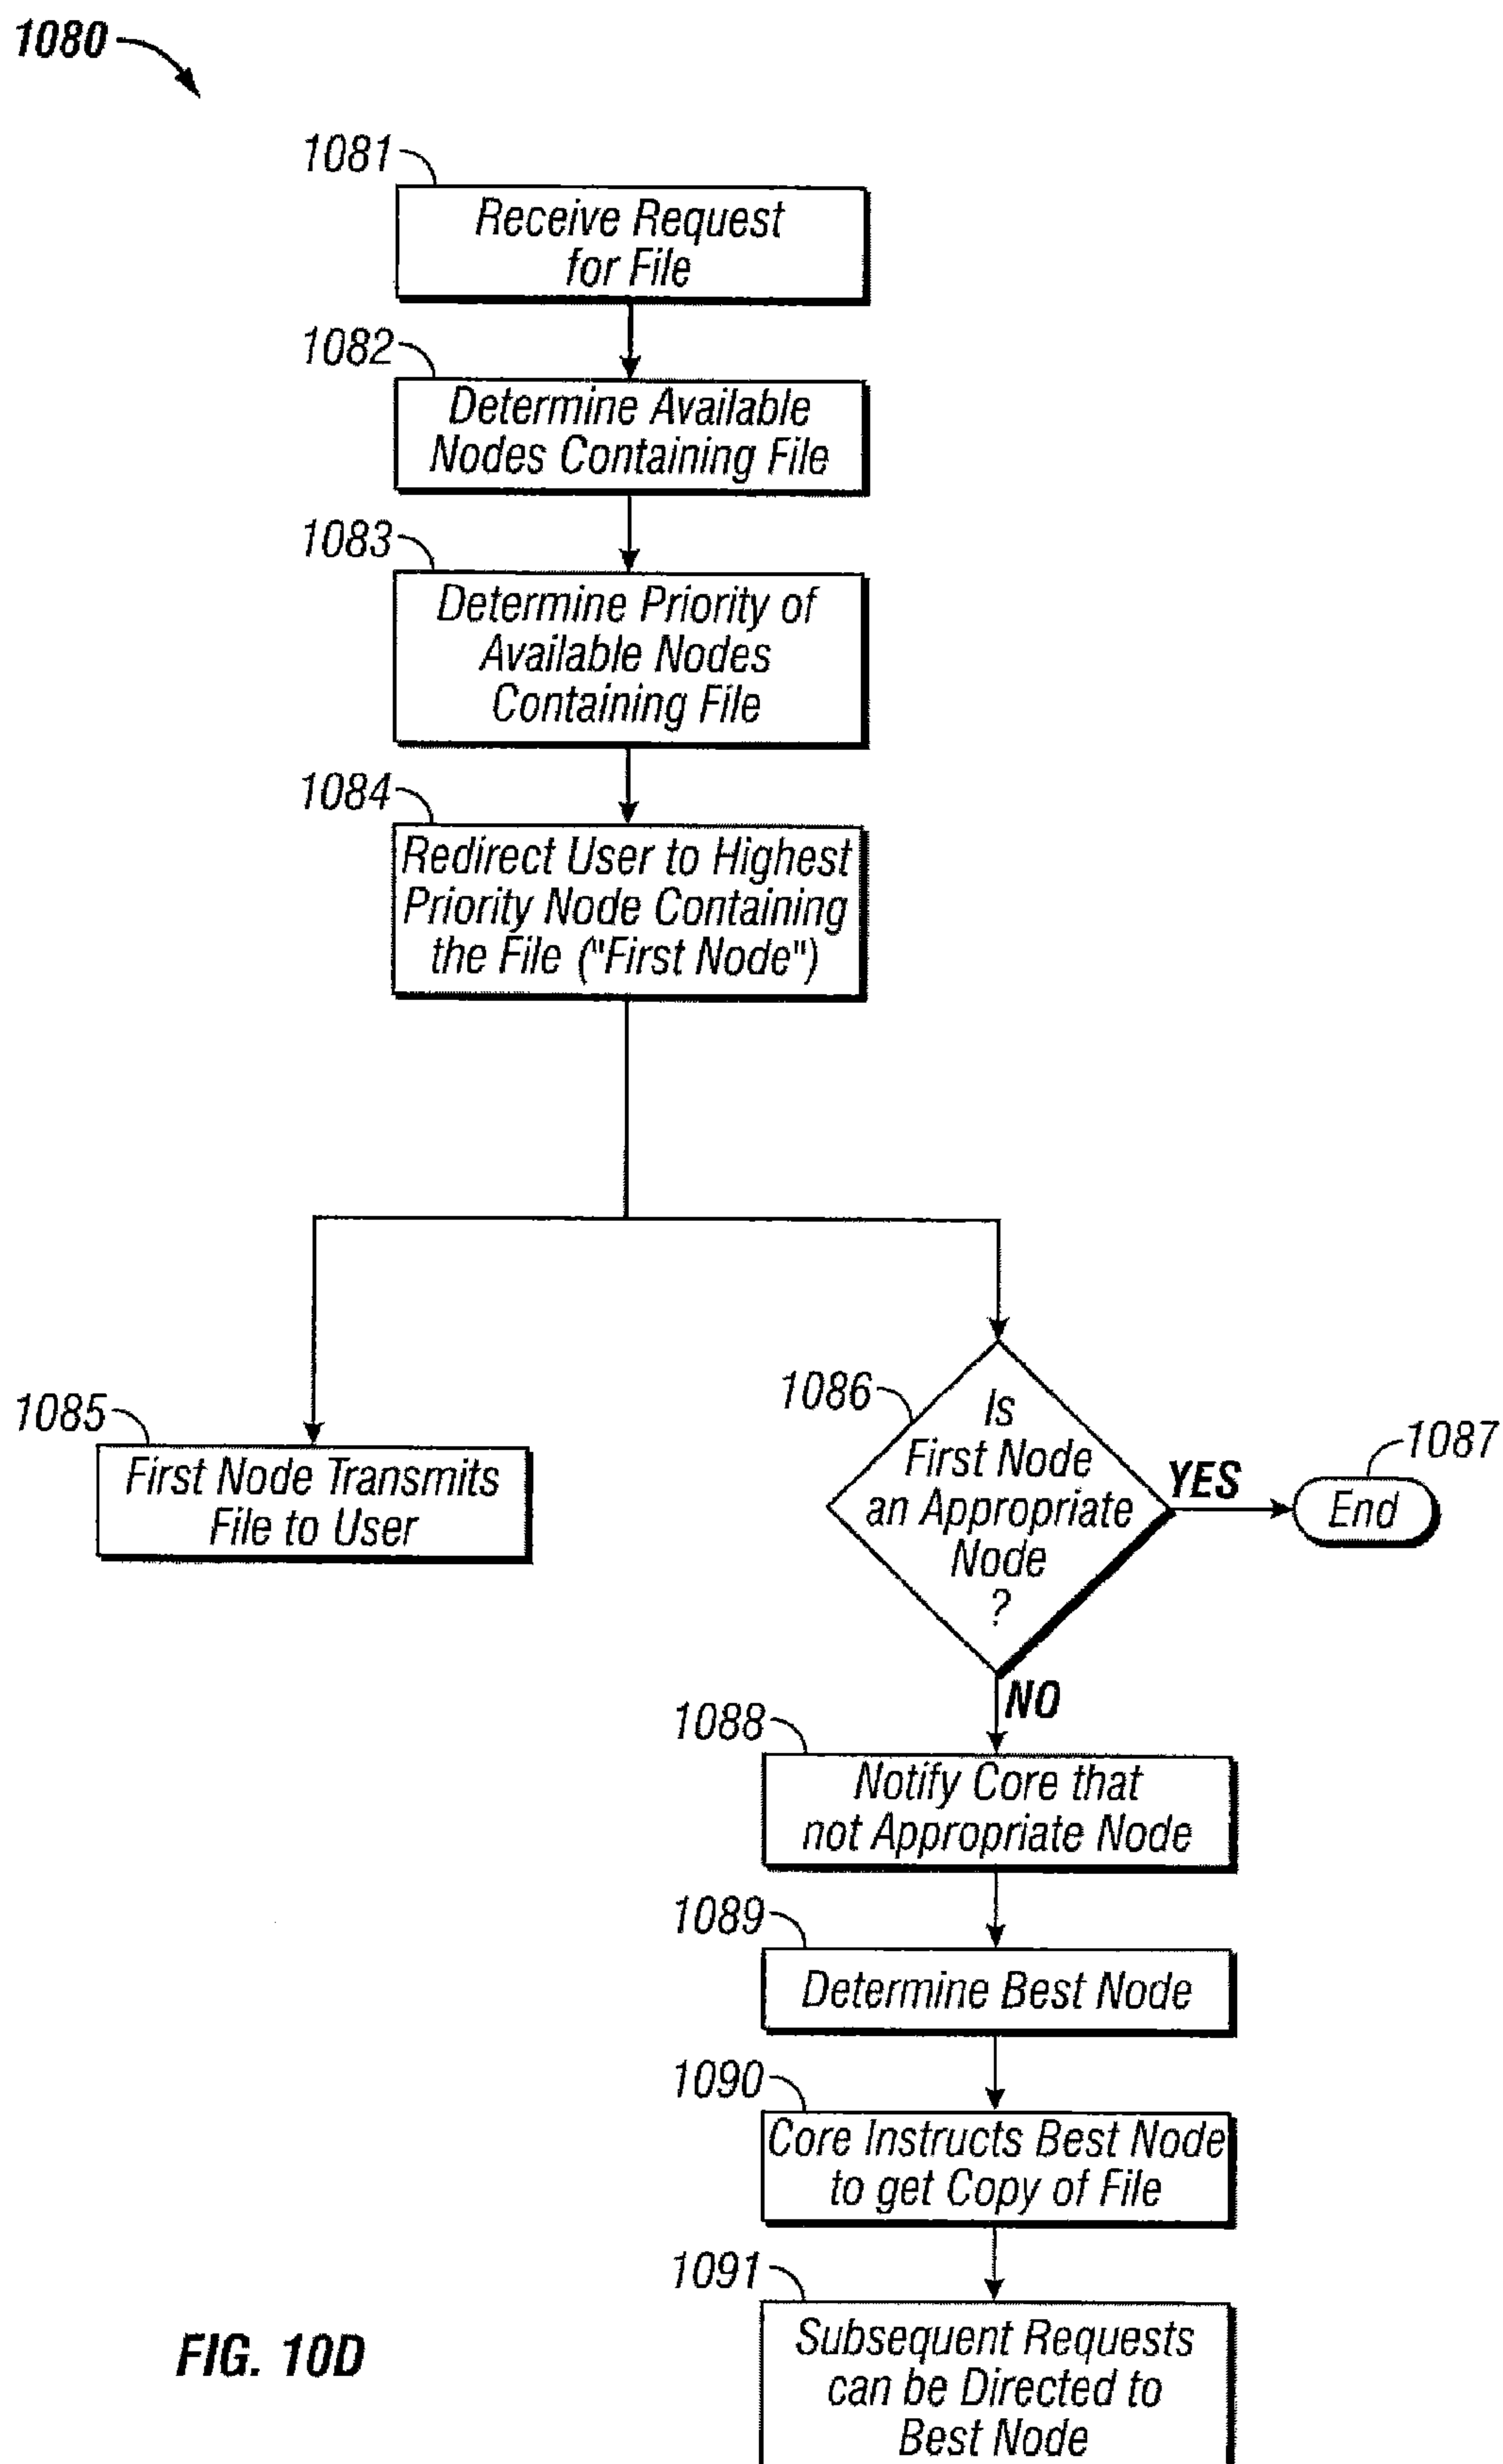 1080
1081
Receive Request
for File
1082
Determine Available
Nodes Containing File
1083
Determine Priority of
Available Nodes
Containing File
1084
Redirect User to Highest
Priority Node Containing
the File ("First Node")
1085
First Node Transmits
File to User
1086
Is
First Node
an Appropriate
Node
?
YES
1087
End
NO
1088
Notify Core that
not Appropriate Node
1089
Determine Best Node
1090
Core Instructs Best Node
to get Copy of File
1091
Subsequent Requests
can be Directed to
Best Node
FIG. 10D